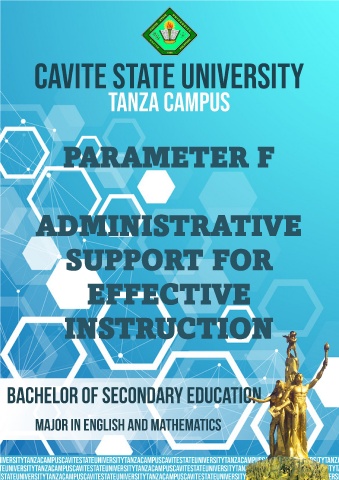 CAVITE STATE UNIVERSITY
TANZA CAMPUS
PARAMETER F
ADMINISTRATIVE
SUPPORT FOR
EFFECTIVE
INSTRUCTION
BACHELOR OF SECONDARY EDUCATION
MAJOR IN ENGLISH AND MATHEMATICS
IVERSITYTANZACAMPUSCAVITESTATEUNIVERSITYTANZACAMPUSCAVITESTATEUNIVERSITYTANZ